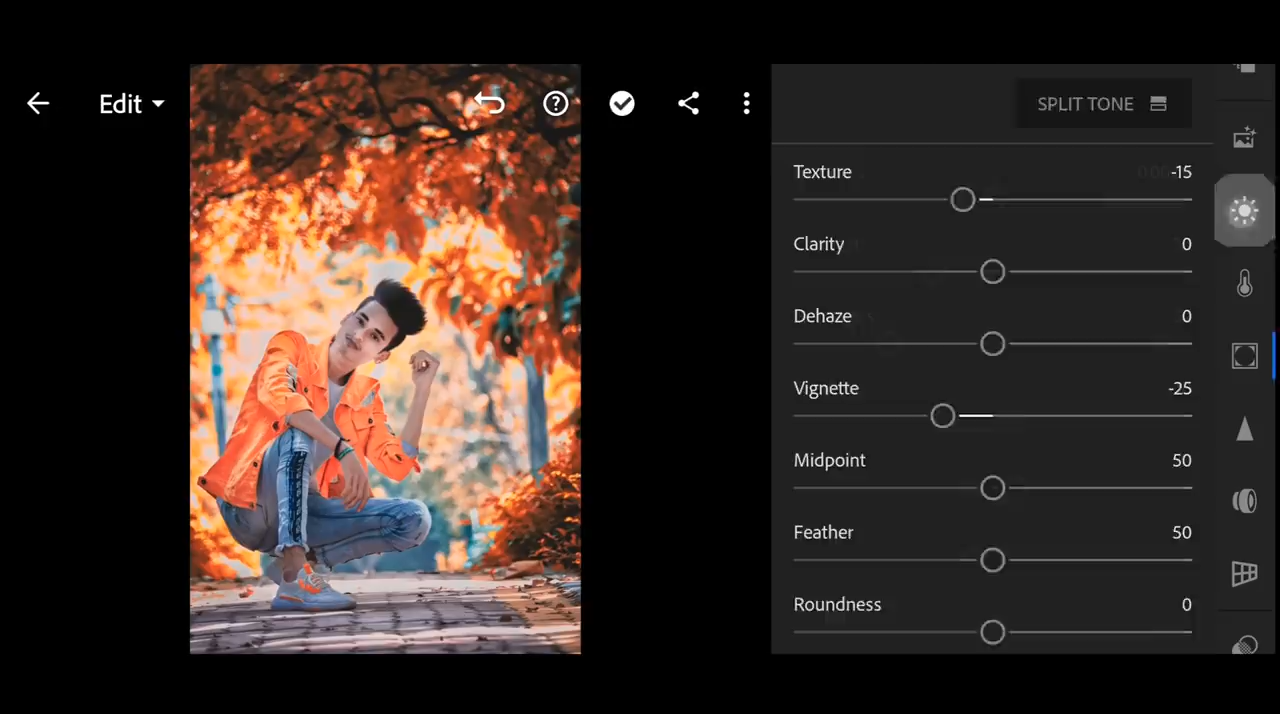 Edit
SPLIT TONE
Texture -15
Clarity 0
Dehaze 0
Vignette -25
Midpoint 50
Feather 50
Roundness 0